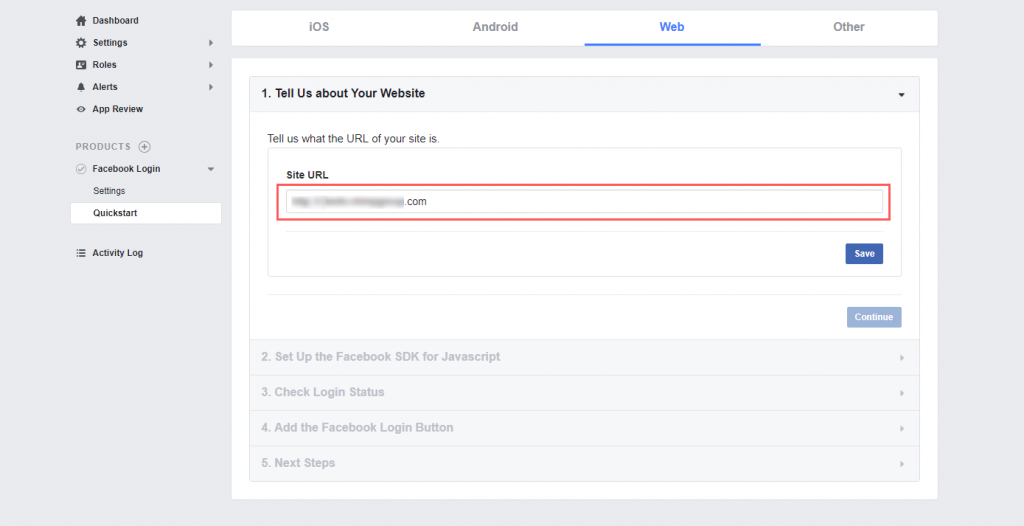 Dashboard
Settings
Roles
Alerts
App Review
PRODUCTS
Facebook Login
Settings
Quickstart
Activity Log
iOS Android Web Other
1. Tell Us about Your Website
Tell us what the URL of your site is.
Site URL
.com
Save
Continue
2. Set Up the Facebook SDK for Javascript
3. Check Login Status
4. Add the Facebook Login Button
5. Next Steps